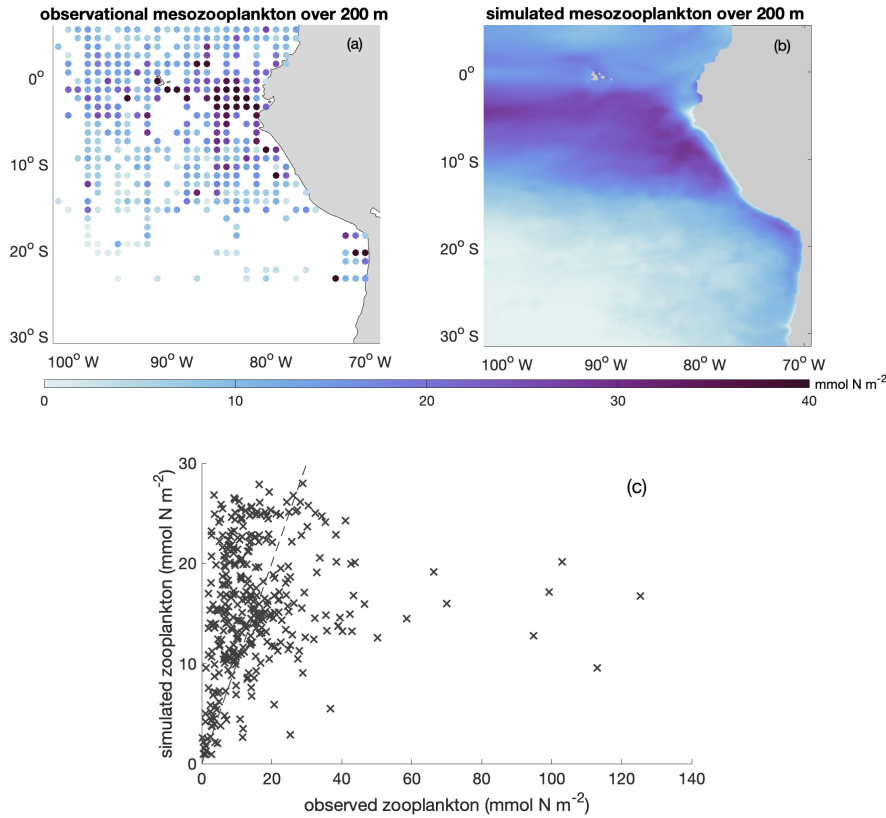 observational mesozooplankton over 200 m
simulated mesozooplankton over 200 m
(a)
(b)
0° 
10° S
20° S
30° S
0°
10° S
20° S
30° S
100° W 90° W 80° W 70° W
100° W 90° W 80° W 70° W
0 10 20 30 40 mmol N m-2
(c)
simulated zooplankton (mmol N m-2)
30
20
10
0
0 20 40 60 80 100 120 140
observed zooplankton (mmol N m-2)